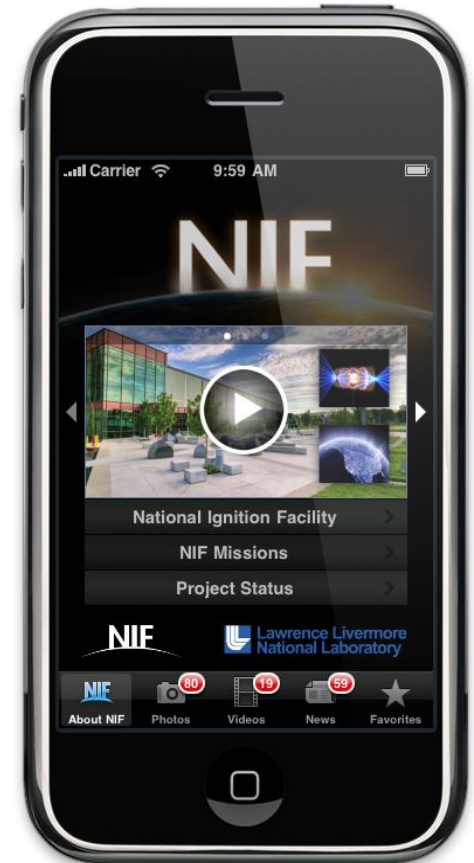 Carrier 9:59 AM
NIF
National Ignition Facility
NIF Missions
Project Status
NIF
Lawrence Livermore
National Laboratory
80 19 59
NIF
About NIF Photos Videos News Favorites